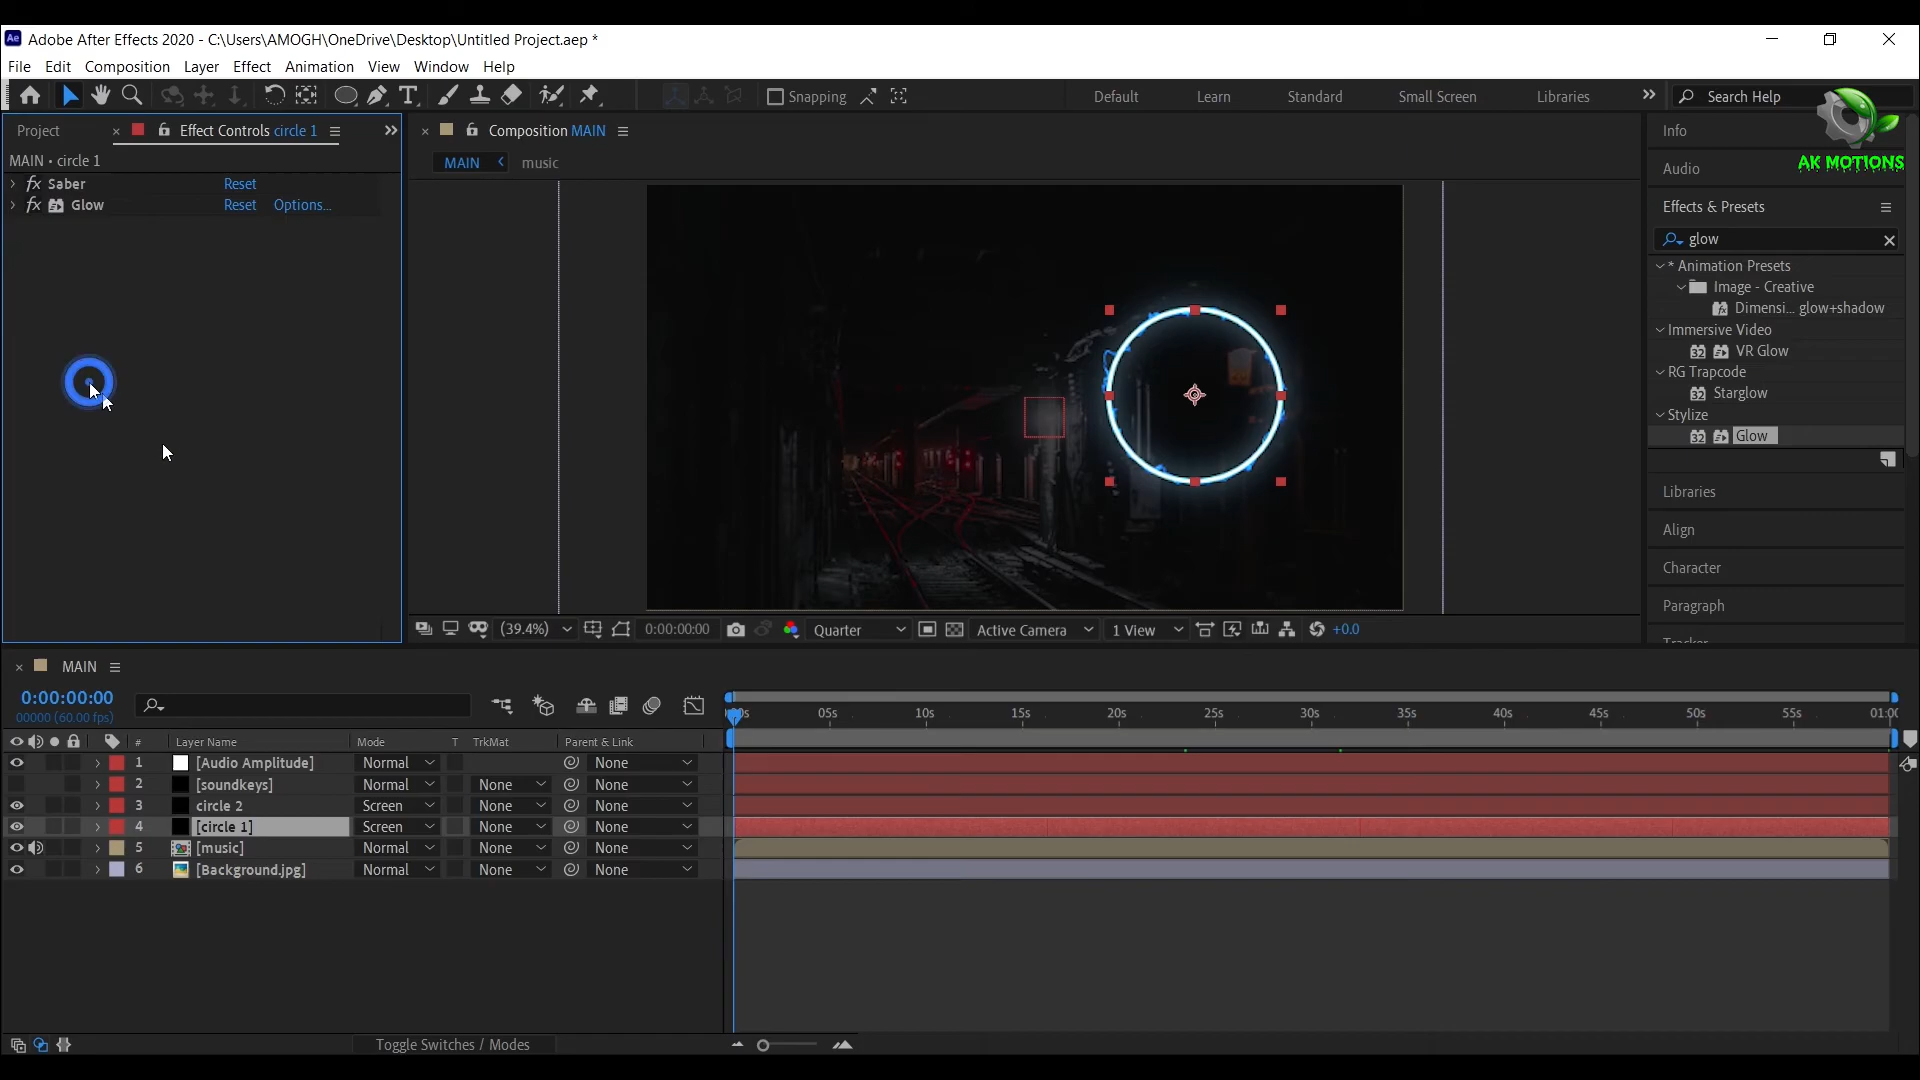 Adobe After Effects 2020 - C:\Users\AMOGH\OneDrive\Desktop\Untitled Project.aep *
File Edit Composition Layer Effect Animation View Window Help
Snapping Default Learn Standard Small Screen Libraries Search Help
AK MOTIONS
Project Effect Controls circle 1 Composition MAIN Info
MAIN • circle 1 MAIN music Audio
fx Saber Reset
fx Glow Reset Options...
Effects & Presets
glow
* Animation Presets
Image - Creative
Dimensi... glow+shadow
Immersive Video
32 VR Glow
RG Trapcode
32 Starglow
Stylize
32 Glow
Libraries
Align
Character
Paragraph
(39.4%) 0:00:00:00 Quarter Active Camera 1 View +0.0
MAIN
0:00:00:00
00000 (60.00 fps)
05s 10s 15s 20s 25s 30s 35s 40s 45s 50s 55s
# Layer Name Mode T TrkMat Parent & Link
1 [Audio Amplitude] Normal None
2 [soundkeys] Normal None None
3 circle 2 Screen None None
4 [circle 1] Screen None None
5 [music] Normal None None
6 [Background.jpg] Normal None None
Toggle Switches / Modes